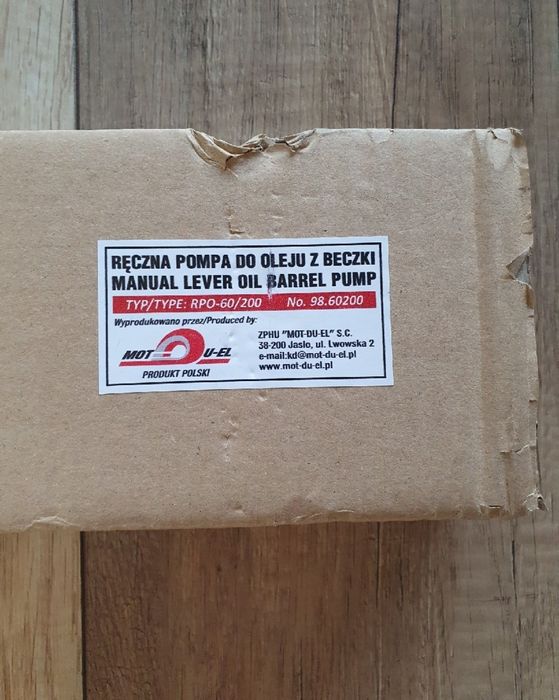 RĘCZNA POMPA DO OLEJU Z BECZKI
MANUAL LEVER OIL BARREL PUMP
TYP/TYPE: RPO-60/200 No. 98.60200
Wyprodukowano przez/Produced by:
MOT DU-EL
PRODUKT POLSKI
ZPHU "MOT-DU-EL" S.C.
38-200 Jasło, ul. Lwowska 2
e-mail:kd@mot-du-el.pl
www.mot-du-el.pl